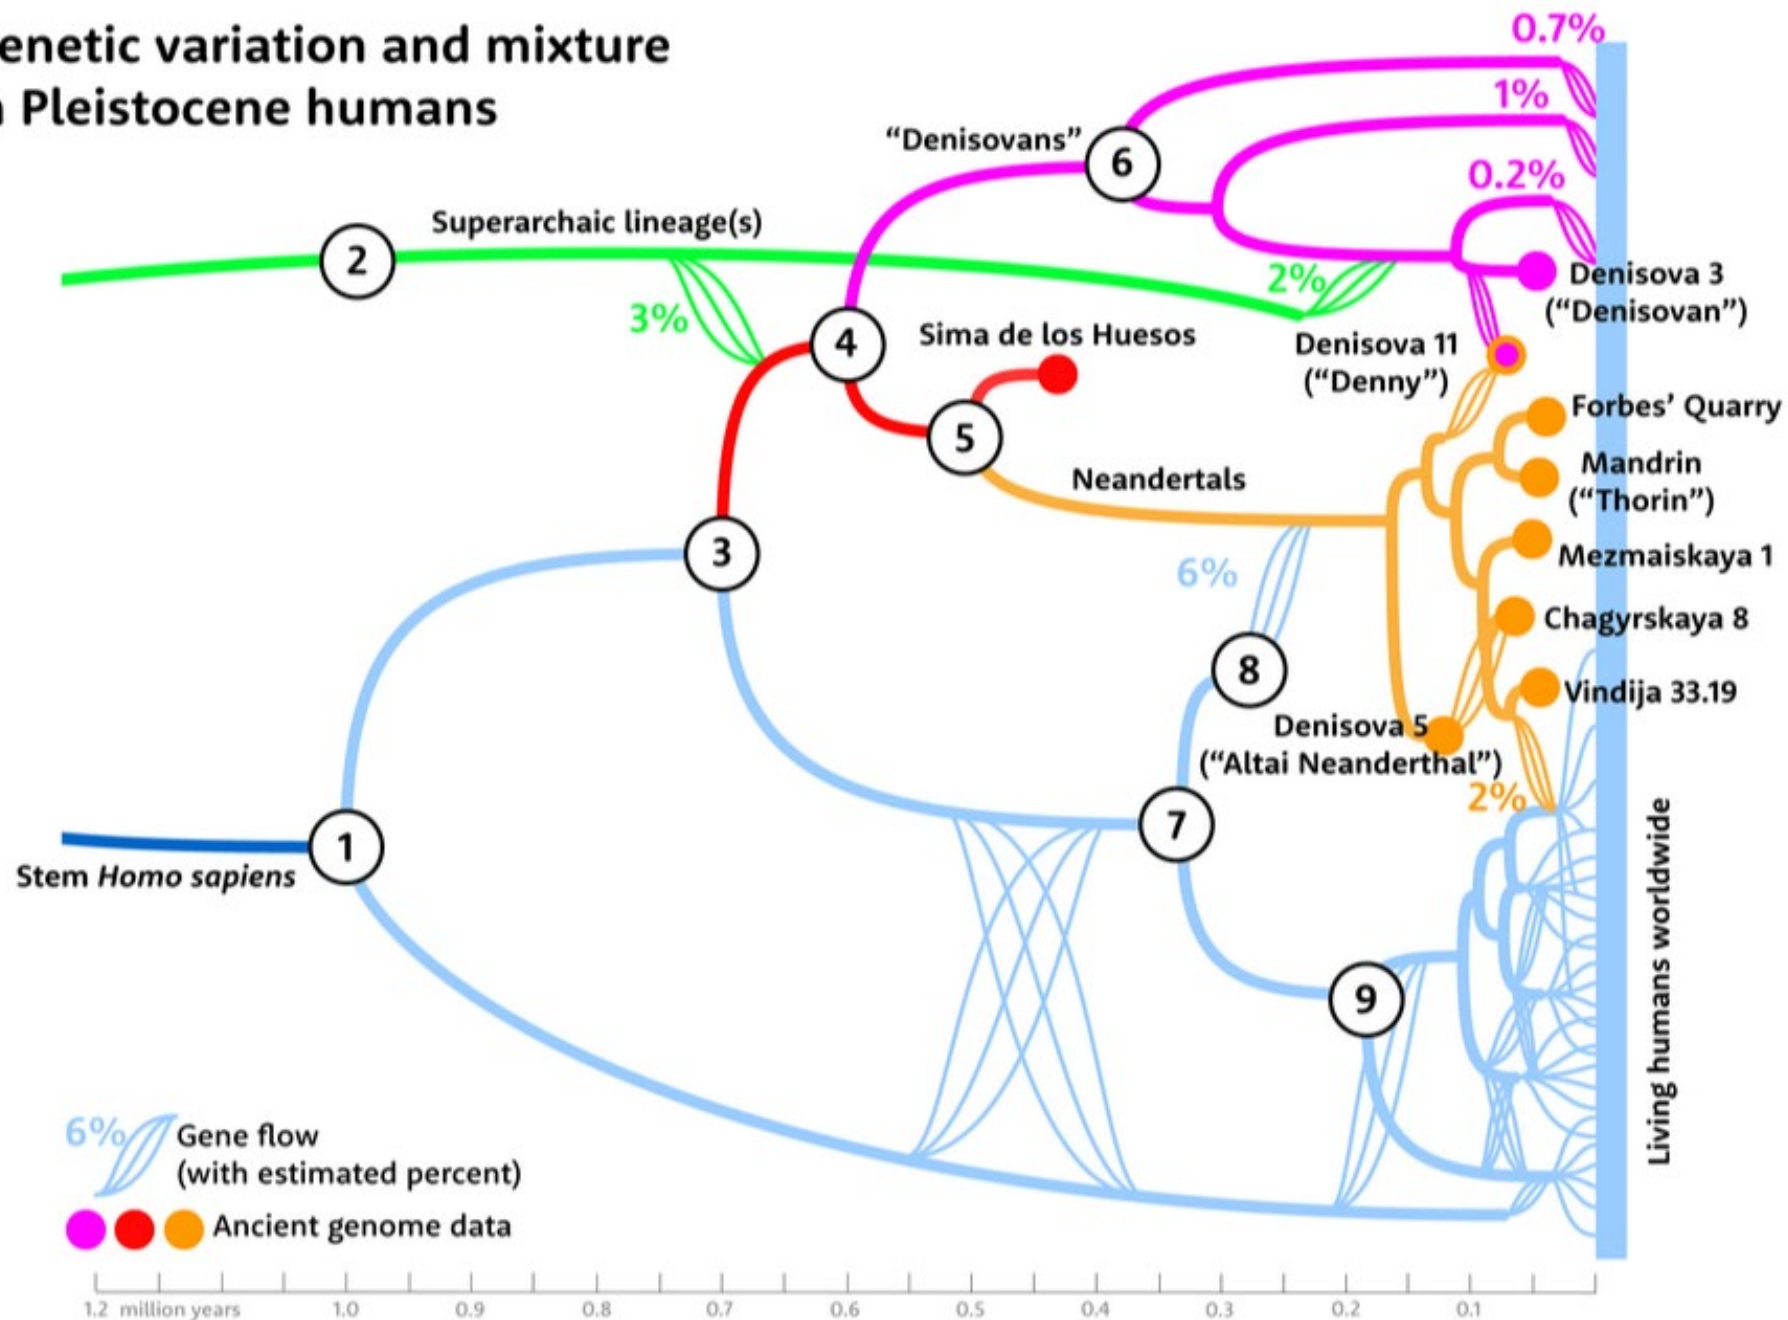 enetic variation and mixture
Pleistocene humans
0.7%
1%
"Denisovans"
6
0.2%
Superarchaic lineage(s)
2
2%
Denisova 3
("Denisovan")
3%
4
Sima de los Huesos
Denisova 11
("Denny")
Forbes' Quarry
5
Mandrin
("Thorin")
Neandertals
3
6%
Mezmaiskaya 1
Chagyrskaya 8
8
Vindija 33.19
Denisova 5
("Altai Neanderthal")
2%
7
1
Stem Homo sapiens
9
Living humans worldwide
6%
Gene flow
(with estimated percent)
Ancient genome data
1.2 million years
1.0
0.9
0.8
0.7
0.6
0.5
0.4
0.3
0.2
0.1